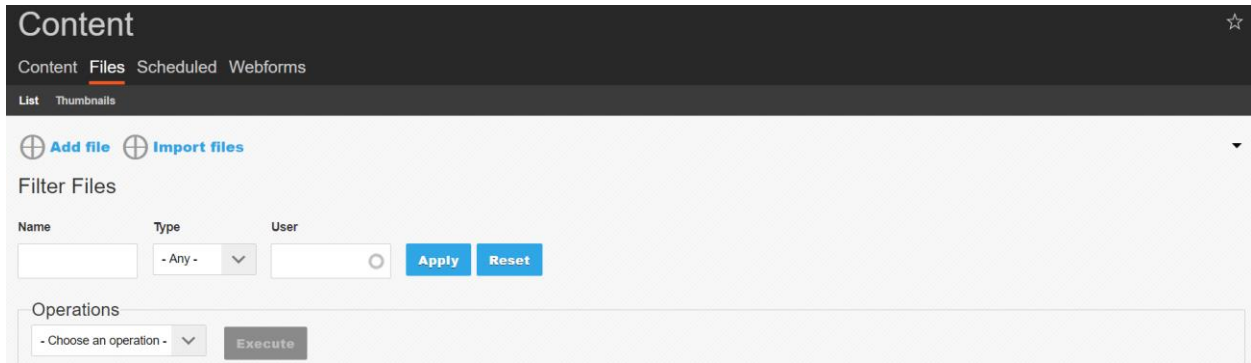 Content
Content Files Scheduled Webforms
List Thumbnails
Add file Import files
Filter Files
Name Type User
- Any -
Apply Reset
Operations
- Choose an operation - Execute